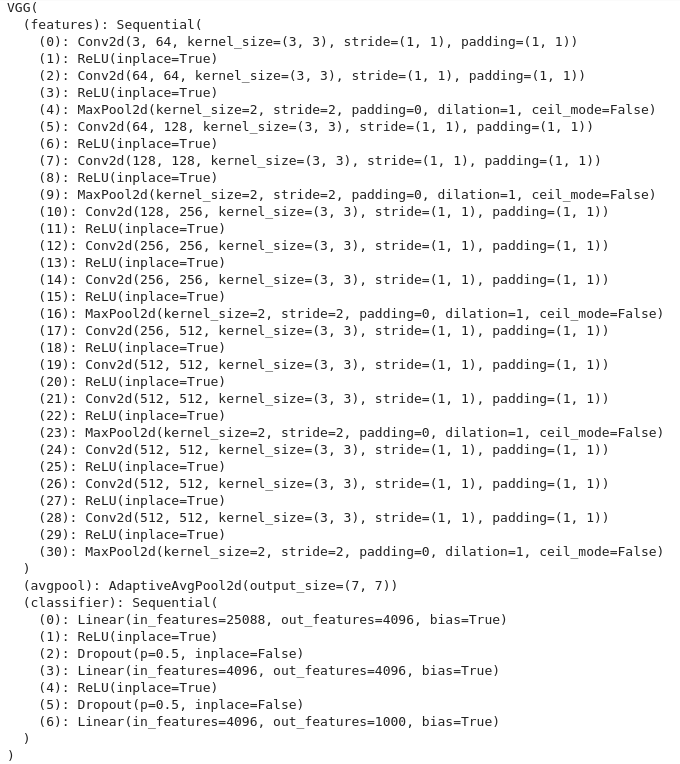 VGG(
  (features): Sequential(
    (0): Conv2d(3, 64, kernel_size=(3, 3), stride=(1, 1), padding=(1, 1))
    (1): ReLU(inplace=True)
    (2): Conv2d(64, 64, kernel_size=(3, 3), stride=(1, 1), padding=(1, 1))
    (3): ReLU(inplace=True)
    (4): MaxPool2d(kernel_size=2, stride=2, padding=0, dilation=1, ceil_mode=False)
    (5): Conv2d(64, 128, kernel_size=(3, 3), stride=(1, 1), padding=(1, 1))
    (6): ReLU(inplace=True)
    (7): Conv2d(128, 128, kernel_size=(3, 3), stride=(1, 1), padding=(1, 1))
    (8): ReLU(inplace=True)
    (9): MaxPool2d(kernel_size=2, stride=2, padding=0, dilation=1, ceil_mode=False)
    (10): Conv2d(128, 256, kernel_size=(3, 3), stride=(1, 1), padding=(1, 1))
    (11): ReLU(inplace=True)
    (12): Conv2d(256, 256, kernel_size=(3, 3), stride=(1, 1), padding=(1, 1))
    (13): ReLU(inplace=True)
    (14): Conv2d(256, 256, kernel_size=(3, 3), stride=(1, 1), padding=(1, 1))
    (15): ReLU(inplace=True)
    (16): MaxPool2d(kernel_size=2, stride=2, padding=0, dilation=1, ceil_mode=False)
    (17): Conv2d(256, 512, kernel_size=(3, 3), stride=(1, 1), padding=(1, 1))
    (18): ReLU(inplace=True)
    (19): Conv2d(512, 512, kernel_size=(3, 3), stride=(1, 1), padding=(1, 1))
    (20): ReLU(inplace=True)
    (21): Conv2d(512, 512, kernel_size=(3, 3), stride=(1, 1), padding=(1, 1))
    (22): ReLU(inplace=True)
    (23): MaxPool2d(kernel_size=2, stride=2, padding=0, dilation=1, ceil_mode=False)
    (24): Conv2d(512, 512, kernel_size=(3, 3), stride=(1, 1), padding=(1, 1))
    (25): ReLU(inplace=True)
    (26): Conv2d(512, 512, kernel_size=(3, 3), stride=(1, 1), padding=(1, 1))
    (27): ReLU(inplace=True)
    (28): Conv2d(512, 512, kernel_size=(3, 3), stride=(1, 1), padding=(1, 1))
    (29): ReLU(inplace=True)
    (30): MaxPool2d(kernel_size=2, stride=2, padding=0, dilation=1, ceil_mode=False)
  )
  (avgpool): AdaptiveAvgPool2d(output_size=(7, 7))
  (classifier): Sequential(
    (0): Linear(in_features=25088, out_features=4096, bias=True)
    (1): ReLU(inplace=True)
    (2): Dropout(p=0.5, inplace=False)
    (3): Linear(in_features=4096, out_features=4096, bias=True)
    (4): ReLU(inplace=True)
    (5): Dropout(p=0.5, inplace=False)
    (6): Linear(in_features=4096, out_features=1000, bias=True)
  )
)